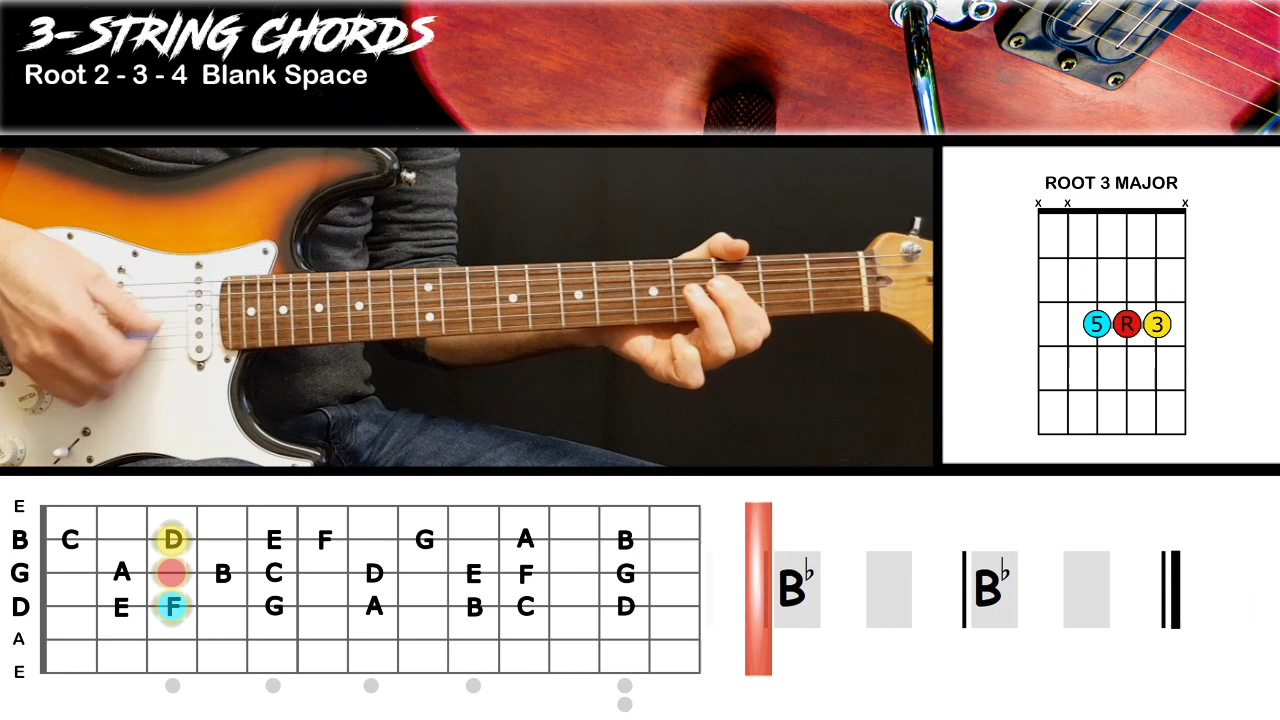 3-STRING CHORDS
Root 2 - 3 - 4 Blank Space
ROOT 3 MAJOR
x x x
5 R 3
E
B C D E F G A B
G A B C D E F G
D E F G A B C D
A
E
B♭ B♭